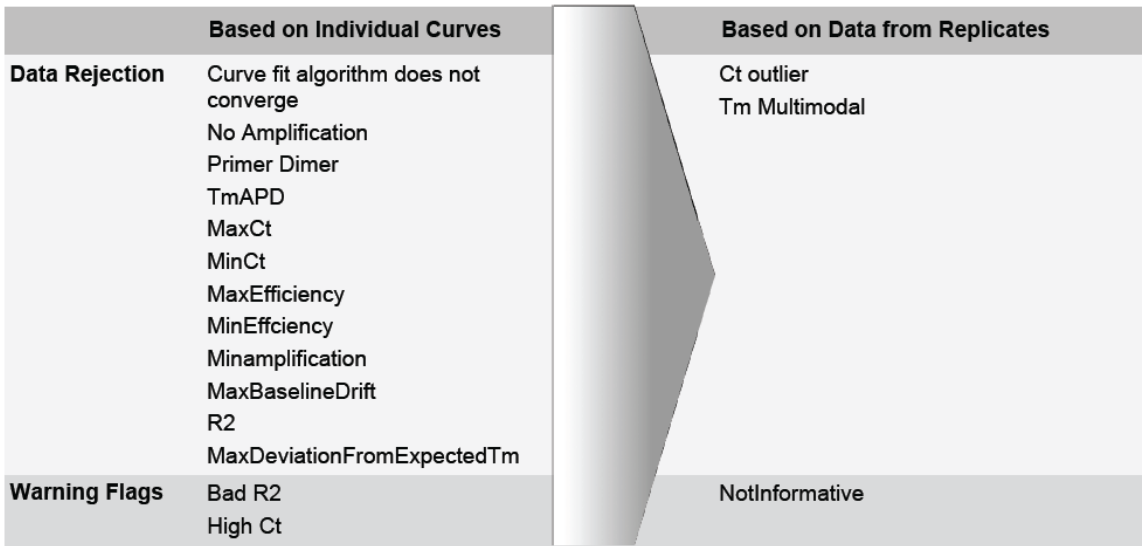 Based on Individual Curves
Based on Data from Replicates
Data Rejection
Curve fit algorithm does not
converge
No Amplification
Primer Dimer
TmAPD
MaxCt
MinCt
MaxEfficiency
MinEffciency
Minamplification
MaxBaselineDrift
R2
MaxDeviationFromExpectedTm
Ct outlier
Tm Multimodal
Warning Flags
Bad R2
High Ct
NotInformative